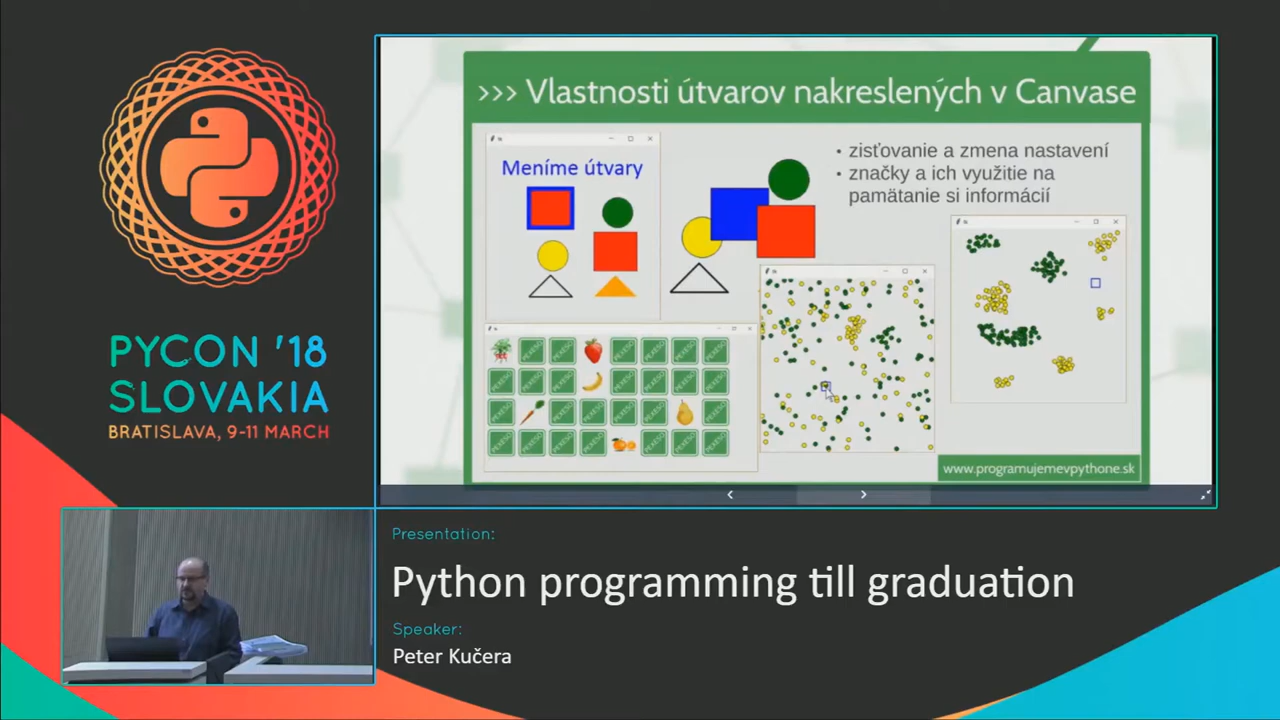 >>> Vlastnosti útvarov nakreslených v Canvase
Meníme útvary
• zisťovanie a zmena nastavení
• značky a ich využitie na
pamätanie si informácií
PEXESO
www.programujemevpythone.sk
PYCON '18
SLOVAKIA
BRATISLAVA, 9-11 MARCH
Presentation:
Python programming till graduation
Speaker:
Peter Kučera